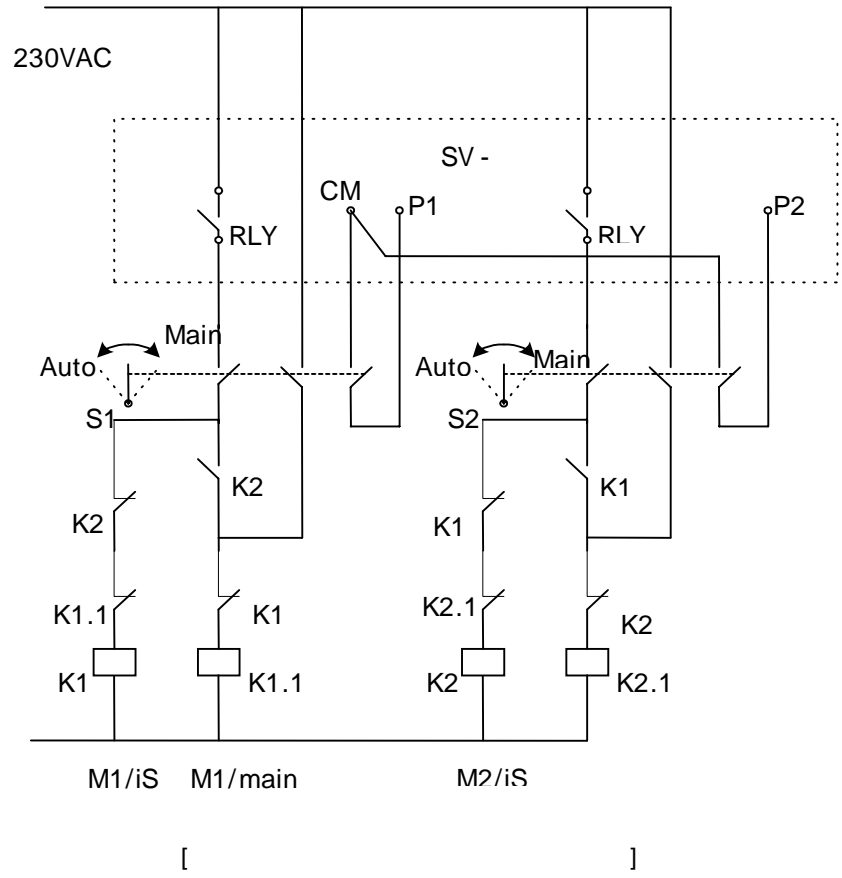 230VAC
SV -
CM
P1
P2
RLY
RLY
Main
Auto
Auto
Main
S1
S2
K2
K1
K2
K1
K1.1
K1
K2.1
K2
K1
K1.1
K2
K2.1
M1/iS
M1/main
M2/iS
[ ]